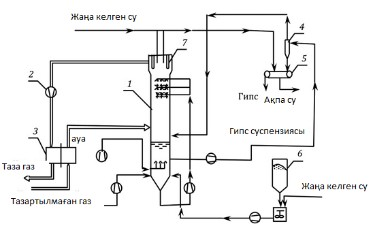 Жаңа келген су
7
4
5
1
2
Гипс
Ақпа су
Гипс суспензиясы
3
ауа
6
Таза газ
Жаңа келген су
Тазартылмаған газ